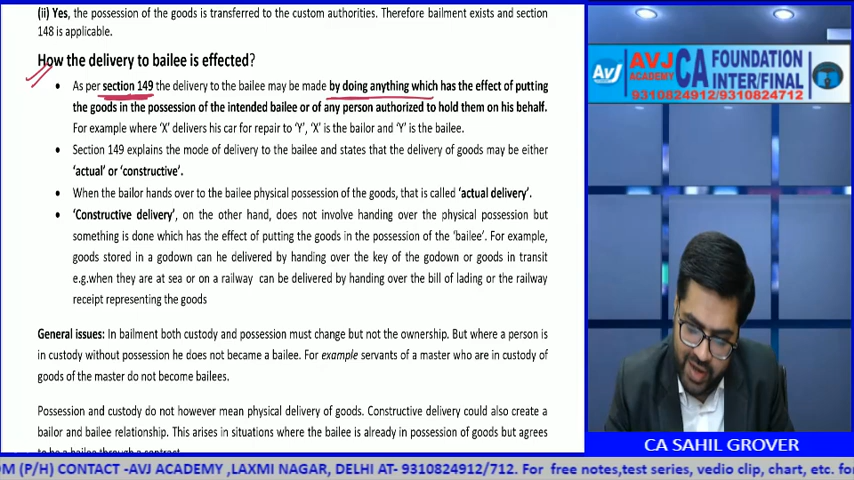 (ii) Yes, the possession of the goods is transferred to the custom authorities. Therefore bailment exists and section
148 is applicable.
How the delivery to bailee is effected?
• As per section 149 the delivery to the bailee may be made by doing anything which has the effect of putting
the goods in the possession of the intended bailee or of any person authorized to hold them on his behalf.
For example where 'X' delivers his car for repair to 'Y', 'X' is the bailor and 'Y' is the bailee.
• Section 149 explains the mode of delivery to the bailee and states that the delivery of goods may be either
'actual' or 'constructive'.
• When the bailor hands over to the bailee physical possession of the goods, that is called 'actual delivery'.
• 'Constructive delivery', on the other hand, does not involve handing over the physical possession but
something is done which has the effect of putting the goods in the possession of the 'bailee'. For example,
goods stored in a godown can be delivered by handing over the key of the godown or goods in transit
e.g.when they are at sea or on a railway can be delivered by handing over the bill of lading or the railway
receipt representing the goods
General issues: In bailment both custody and possession must change but not the ownership. But where a person is
in custody without possession he does not became a bailee. For example servants of a master who are in custody of
goods of the master do not become bailees.
Possession and custody do not however mean physical delivery of goods. Constructive delivery could also create a
bailor and bailee relationship. This arises in situations where the bailee is already in possession of goods but agrees
to be a bailee through a contract.
AVJ
AVJ
ACADEMY
CA FOUNDATION
INTER/FINAL
9310824912/9310824712
CA SAHIL GROVER
OM (P/H) CONTACT -AVJ ACADEMY ,LAXMI NAGAR, DELHI AT- 9310824912/712. For free notes,test series, vedio clip, chart, etc. fo